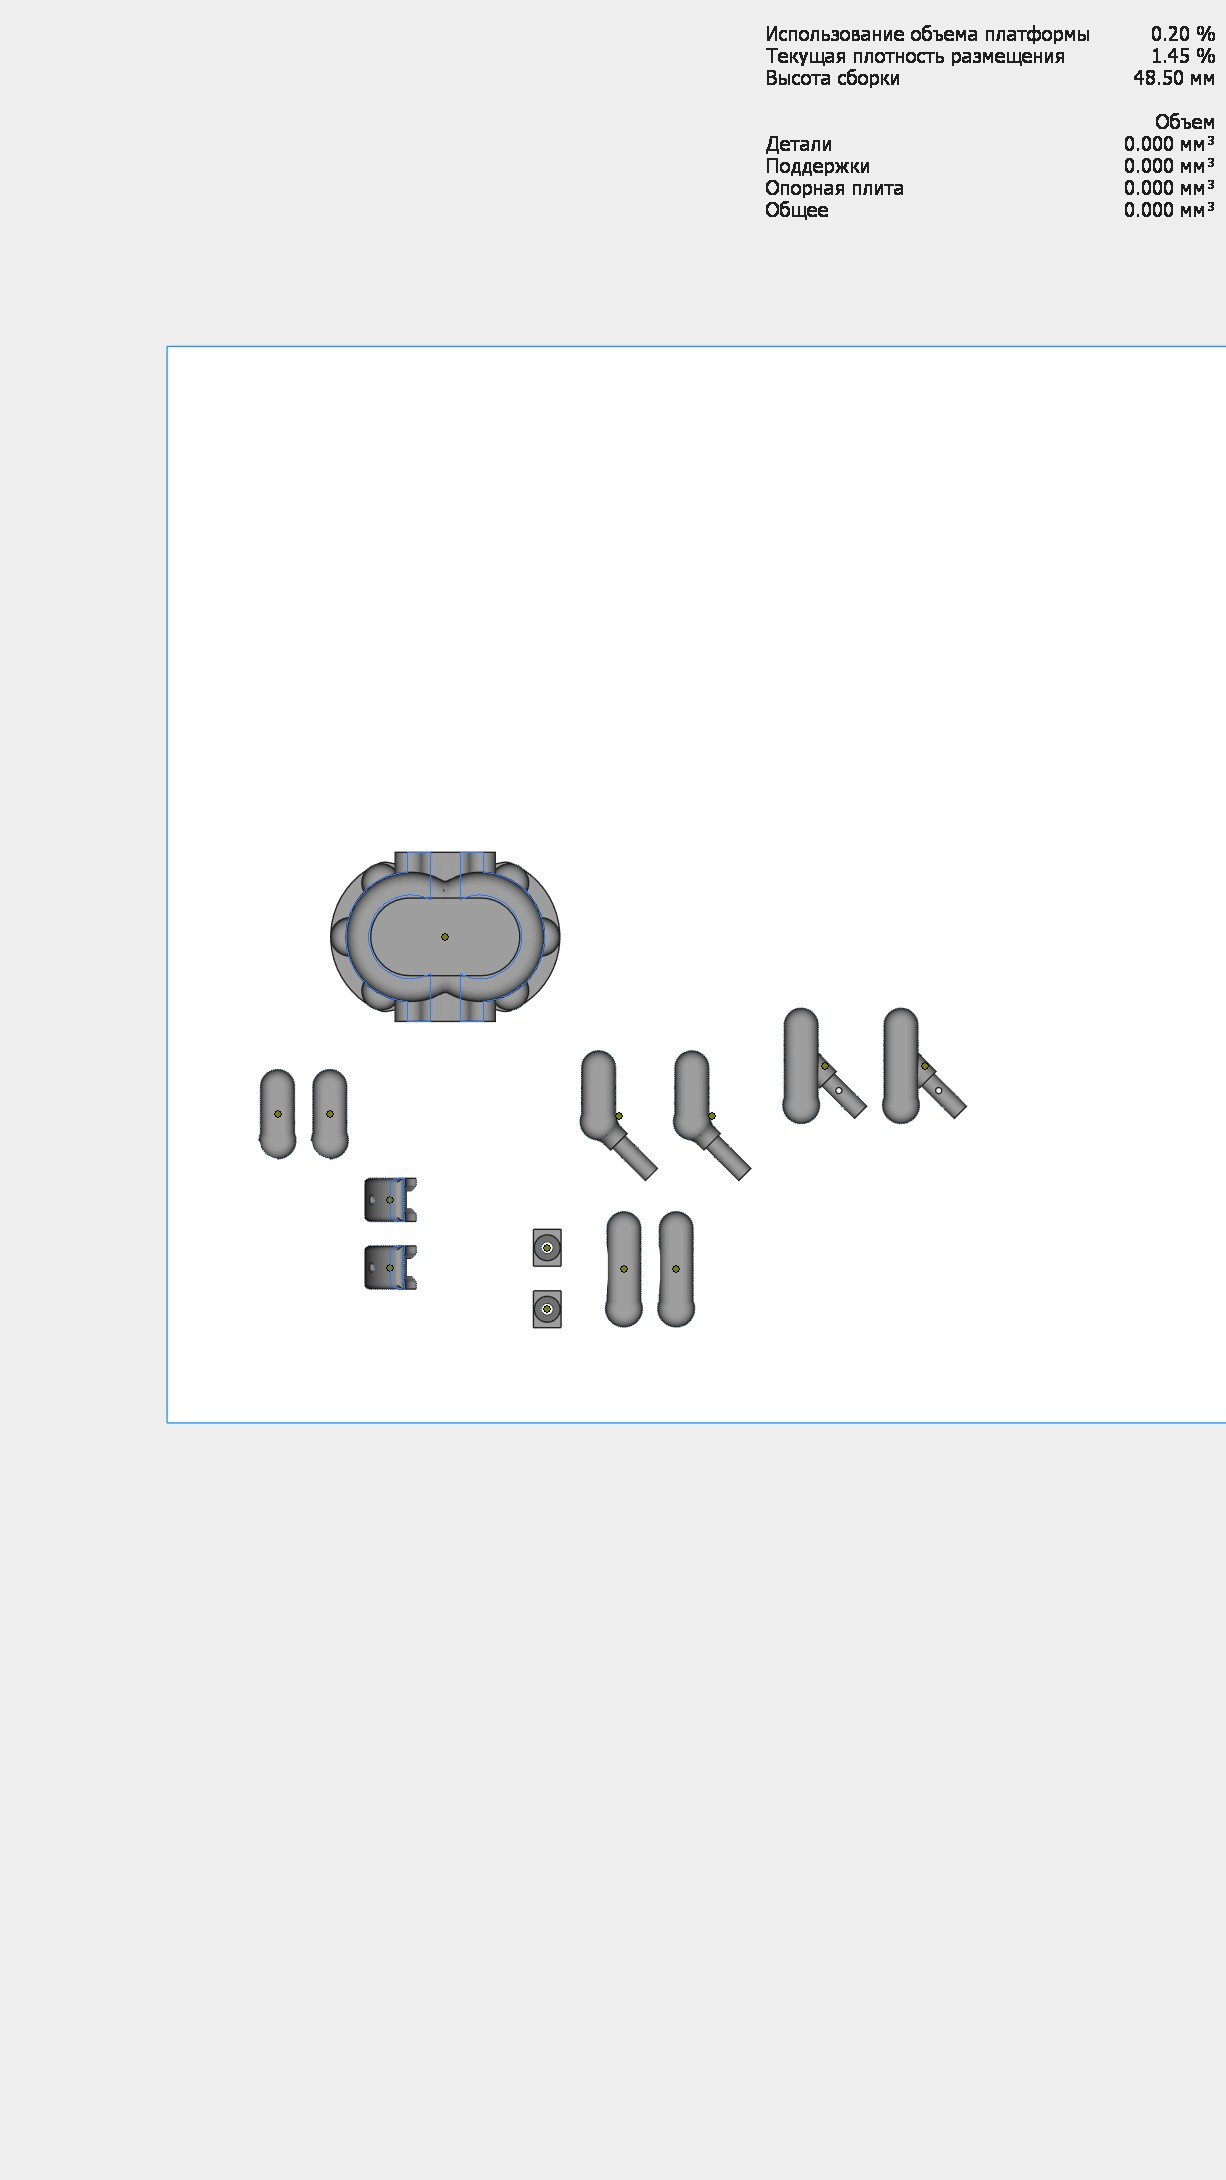 Использование объема платформы 0.20 %
Текущая плотность размещения 1.45 %
Высота сборки 48.50 мм
Объем
Детали 0.000 мм³
Поддержки 0.000 мм³
Опорная плита 0.000 мм³
Общее 0.000 мм³